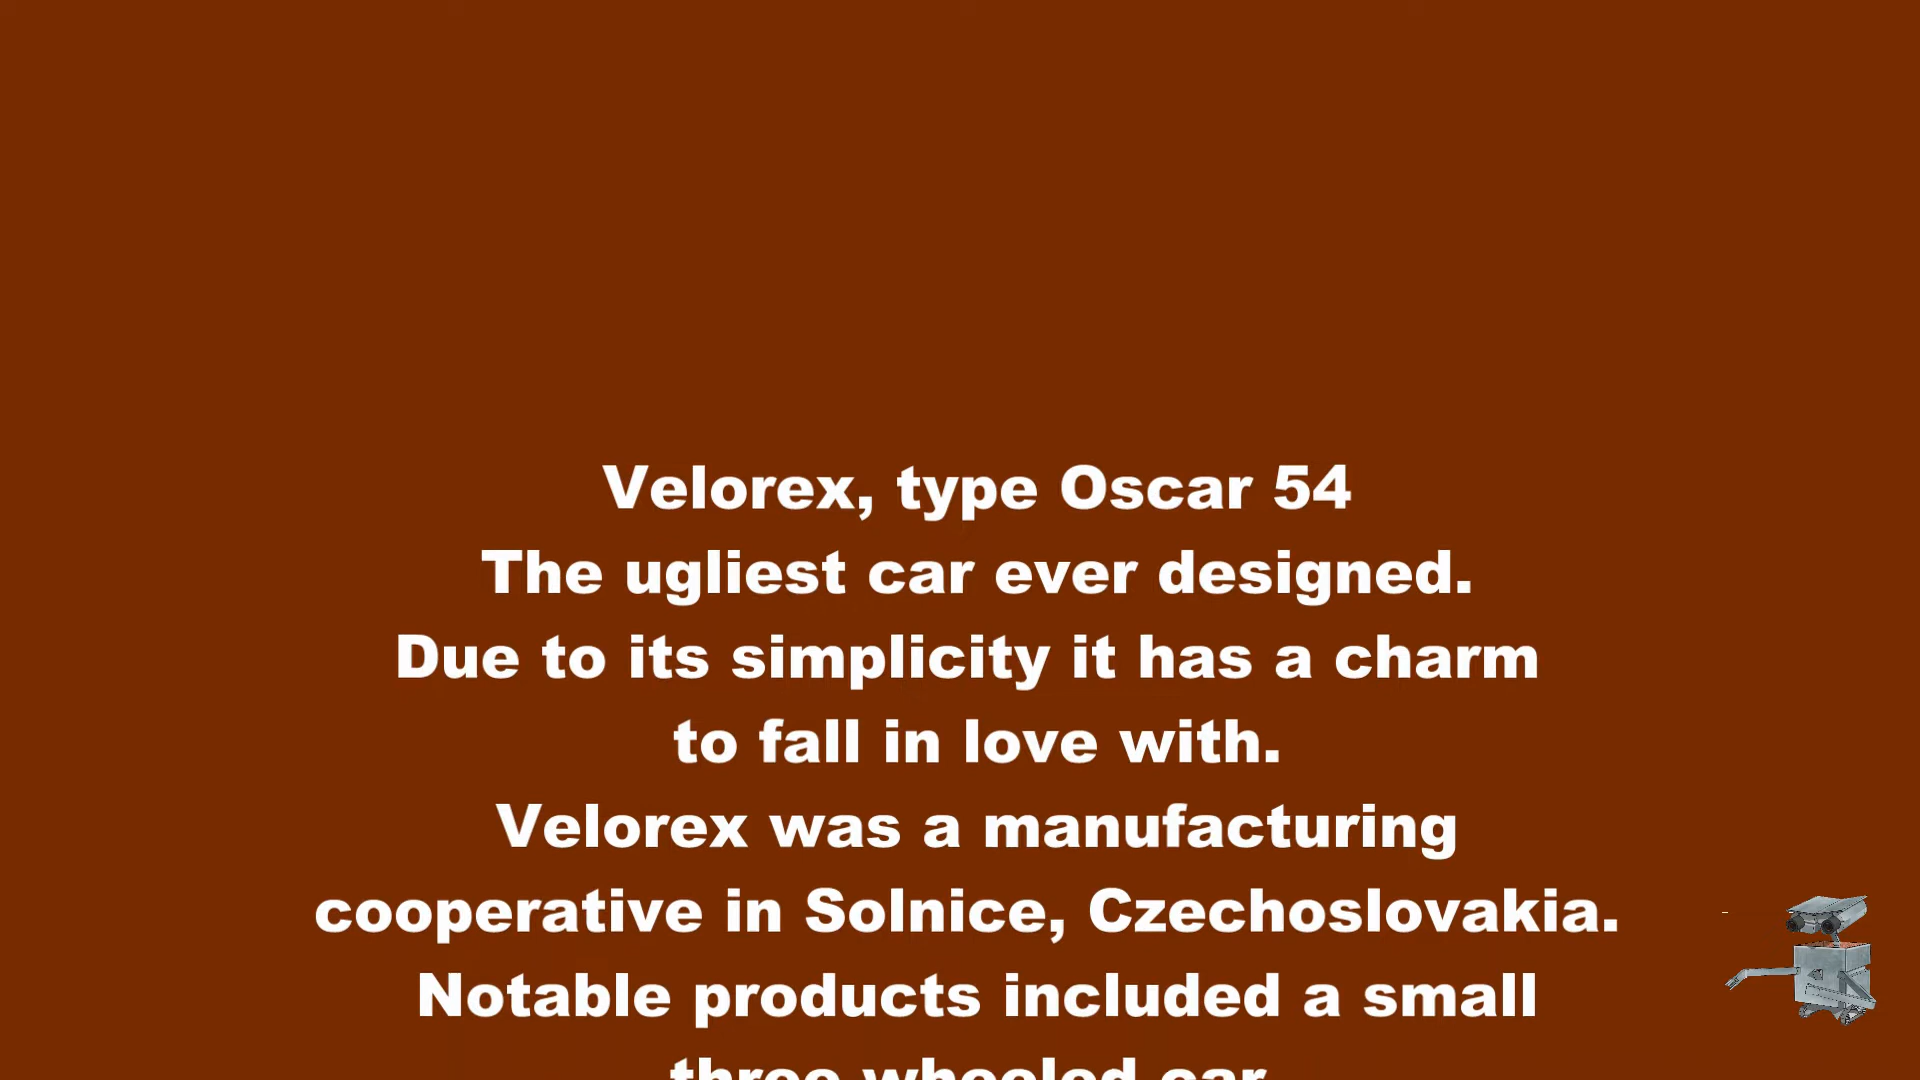 Velorex, type Oscar 54
The ugliest car ever designed.
Due to its simplicity it has a charm
to fall in love with.
Velorex was a manufacturing
cooperative in Solnice, Czechoslovakia.
Notable products included a small
three wheeled car